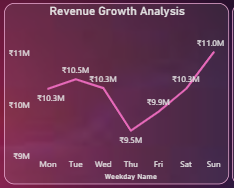 Revenue Growth Analysis
₹11M
₹10M
₹9M
₹10.3M
₹10.5M
₹10.3M
₹9.5M
₹9.9M
₹10.3M
₹11.0M
Mon Tue Wed Thu Fri Sat Sun
Weekday Name